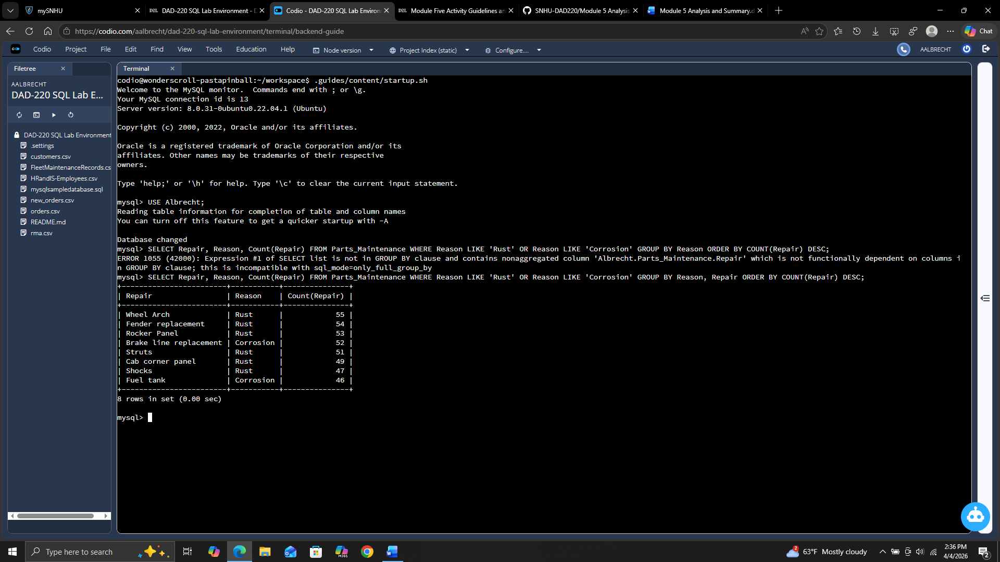 mySNHU
D2L DAD-220 SQL Lab Environment - D
Codio - DAD-220 SQL Lab Environ
D2L Module Five Activity Guidelines an
SNHU-DAD220/Module 5 Analysis
Module 5 Analysis and Summary.d
https://codio.com/aalbrecht/dad-220-sql-lab-environment/terminal/backend-guide
Chat
Codio Project File Edit Find View Tools Education Help Node version Project Index (static) Configure.... AALBRECHT
Filetree
Terminal
AALBRECHT
DAD-220 SQL Lab E...
DAD-220 SQL Lab Environment
.settings
customers.csv
FleetMaintenanceRecords.cs
HRandIS-Employees.csv
mysqlsampledatabase.sql
new_orders.csv
orders.csv
README.md
rma.csv
codio@wonderscroll-pastapinball:~/workspace$ .guides/content/startup.sh
Welcome to the MySQL monitor.  Commands end with ; or \g.
Your MySQL connection id is 13
Server version: 8.0.31-0ubuntu0.22.04.1 (Ubuntu)
Copyright (c) 2000, 2022, Oracle and/or its affiliates.
Oracle is a registered trademark of Oracle Corporation and/or its
affiliates. Other names may be trademarks of their respective
owners.
Type 'help;' or '\h' for help. Type '\c' to clear the current input statement.
mysql> USE Albrecht;
Reading table information for completion of table and column names
You can turn off this feature to get a quicker startup with -A
Database changed
mysql> SELECT Repair, Reason, Count(Repair) FROM Parts_Maintenance WHERE Reason LIKE 'Rust' OR Reason LIKE 'Corrosion' GROUP BY Reason ORDER BY COUNT(Repair) DESC;
ERROR 1055 (42000): Expression #1 of SELECT list is not in GROUP BY clause and contains nonaggregated column 'Albrecht.Parts_Maintenance.Repair' which is not functionally dependent on columns i
n GROUP BY clause; this is incompatible with sql_mode=only_full_group_by
mysql> SELECT Repair, Reason, Count(Repair) FROM Parts_Maintenance WHERE Reason LIKE 'Rust' OR Reason LIKE 'Corrosion' GROUP BY Reason, Repair ORDER BY COUNT(Repair) DESC;
+------------------------+-----------+---------------+
| Repair                 | Reason    | Count(Repair) |
+------------------------+-----------+---------------+
| Wheel Arch             | Rust      |            55 |
| Fender replacement     | Rust      |            54 |
| Rocker Panel           | Rust      |            53 |
| Brake line replacement | Corrosion |            52 |
| Struts                 | Rust      |            51 |
| Cab corner panel       | Rust      |            49 |
| Shocks                 | Rust      |            47 |
| Fuel tank              | Corrosion |            46 |
+------------------------+-----------+---------------+
8 rows in set (0.00 sec)
mysql>
Type here to search
M365
2
63°F Mostly cloudy
2:36 PM
4/4/2026
2